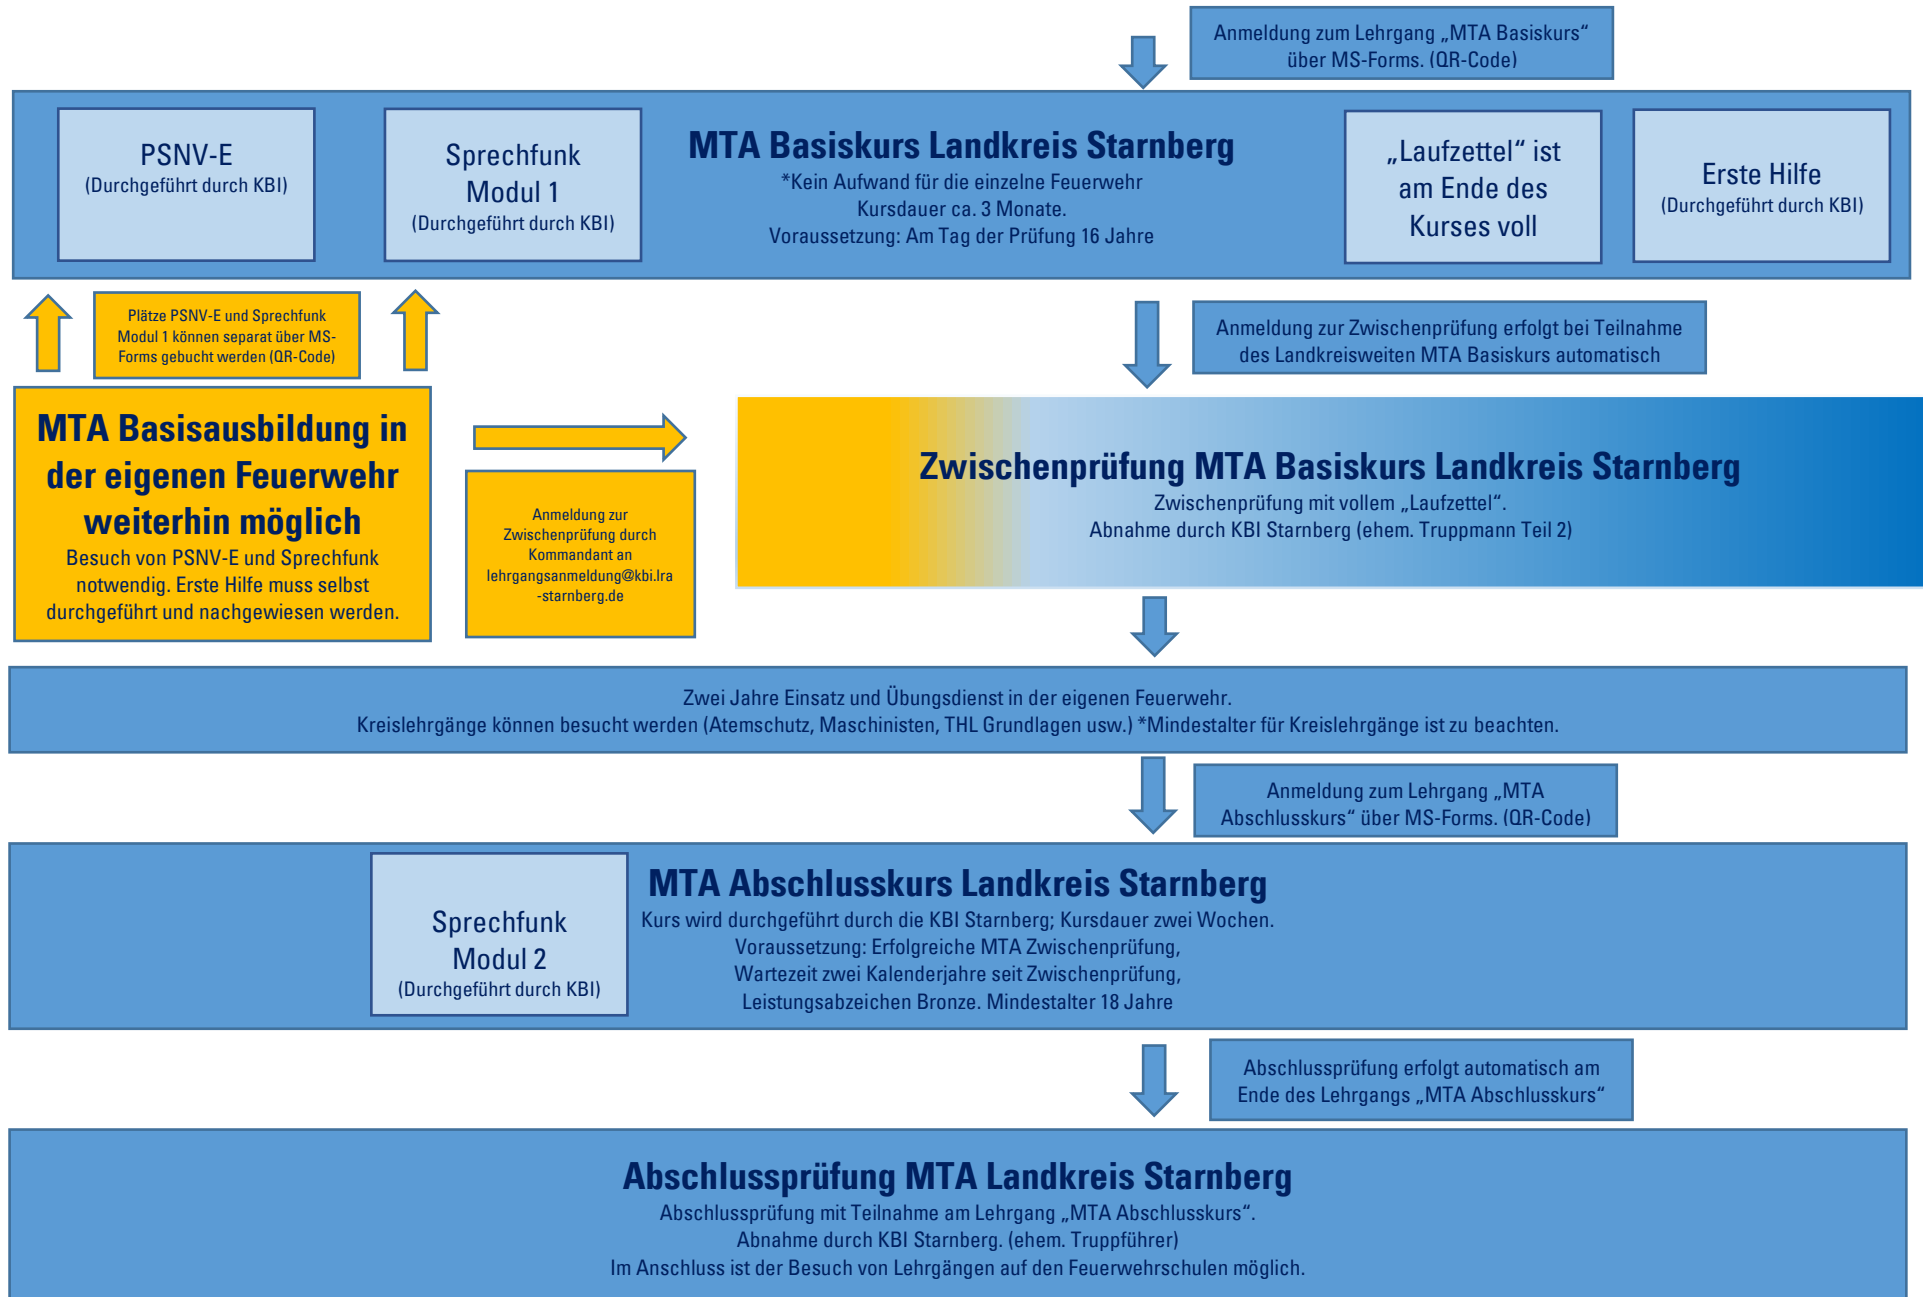 Anmeldung zum Lehrgang „MTA Basiskurs“
über MS-Forms. (QR-Code)
PSNV-E
(Durchgeführt durch KBI)
Sprechfunk
Modul 1
(Durchgeführt durch KBI)
MTA Basiskurs Landkreis Starnberg
*Kein Aufwand für die einzelne Feuerwehr
Kursdauer ca. 3 Monate.
Voraussetzung: Am Tag der Prüfung 16 Jahre
„Laufzettel“ ist
am Ende des
Kurses voll
Erste Hilfe
(Durchgeführt durch KBI)
Plätze PSNV-E und Sprechfunk
Modul 1 können separat über MS-
Forms gebucht werden (QR-Code)
Anmeldung zur Zwischenprüfung erfolgt bei Teilnahme
des Landkreisweiten MTA Basiskurs automatisch
MTA Basisausbildung in
der eigenen Feuerwehr
weiterhin möglich
Besuch von PSNV-E und Sprechfunk
notwendig. Erste Hilfe muss selbst
durchgeführt und nachgewiesen werden.
Anmeldung zur
Zwischenprüfung durch
Kommandant an
lehrgangsanmeldung@kbi.lra
-starnberg.de
Zwischenprüfung MTA Basiskurs Landkreis Starnberg
Zwischenprüfung mit vollem „Laufzettel“.
Abnahme durch KBI Starnberg (ehem. Truppmann Teil 2)
Zwei Jahre Einsatz und Übungsdienst in der eigenen Feuerwehr.
Kreislehrgänge können besucht werden (Atemschutz, Maschinisten, THL Grundlagen usw.) *Mindestalter für Kreislehrgänge ist zu beachten.
Anmeldung zum Lehrgang „MTA
Abschlusskurs“ über MS-Forms. (QR-Code)
Sprechfunk
Modul 2
(Durchgeführt durch KBI)
MTA Abschlusskurs Landkreis Starnberg
Kurs wird durchgeführt durch die KBI Starnberg; Kursdauer zwei Wochen.
Voraussetzung: Erfolgreiche MTA Zwischenprüfung,
Wartezeit zwei Kalenderjahre seit Zwischenprüfung,
Leistungsabzeichen Bronze. Mindestalter 18 Jahre
Abschlussprüfung erfolgt automatisch am
Ende des Lehrgangs „MTA Abschlusskurs“
Abschlussprüfung MTA Landkreis Starnberg
Abschlussprüfung mit Teilnahme am Lehrgang „MTA Abschlusskurs“.
Abnahme durch KBI Starnberg. (ehem. Truppführer)
Im Anschluss ist der Besuch von Lehrgängen auf den Feuerwehrschulen möglich.